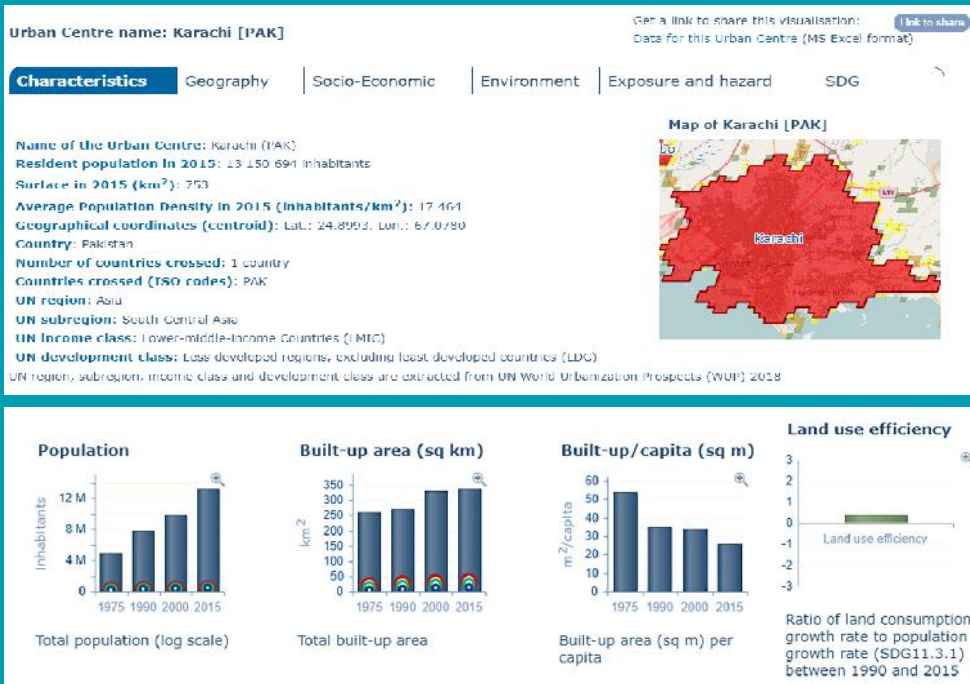 Urban Centre name: Karachi [PAK]
Get a link to share this visualisation:
Link to share
Data for this Urban Centre (MS Excel format)
Characteristics
Geography
Socio-Economic
Environment
Exposure and hazard
SDG
Name of the Urban Centre: Karachi (PAK)
Resident population in 2015: 13 150 694 inhabitants
Surface in 2015 (km²): 753
Average Population Density in 2015 (inhabitants/km²): 17 464
Geographical coordinates (centroid): Lat.: 24.8993, Lon.: 67.0780
Country: Pakistan
Number of countries crossed: 1 country
Countries crossed (ISO codes): PAK
UN region: Asia
UN subregion: South-Central Asia
UN income class: Lower-middle-Income Countries (LMIC)
UN development class: Less developed regions, excluding least developed countries (LDC)
UN region, subregion, income class and development class are extracted from UN World Urbanization Prospects (WUP) 2018
Map of Karachi [PAK]
Karachi
Population
Inhabitants
12 M
8 M
4 M
0
1975 1990 2000 2015
Total population (log scale)
Built-up area (sq km)
km²
350
300
250
200
150
100
50
0
1975 1990 2000 2015
Total built-up area
Built-up/capita (sq m)
m²/capita
60
50
40
30
20
10
0
1975 1990 2000 2015
Built-up area (sq m) per
capita
Land use efficiency
3
2
1
0
-1
-2
-3
Land use efficiency
Ratio of land consumption
growth rate to population
growth rate (SDG11.3.1)
between 1990 and 2015